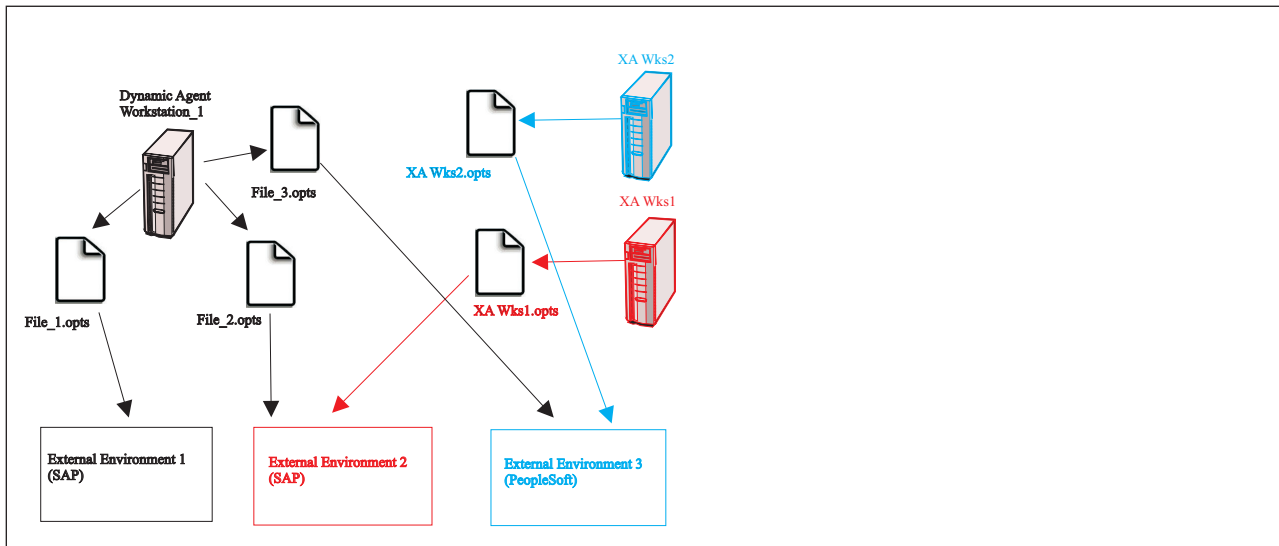 XA Wks2
Dynamic Agent
Workstation_1
XA Wks2.opts
File_3.opts
XA Wks1
XA Wks1.opts
File_1.opts
File_2.opts
External Environment 1
(SAP)
External Environment 2
(SAP)
External Environment 3
(PeopleSoft)